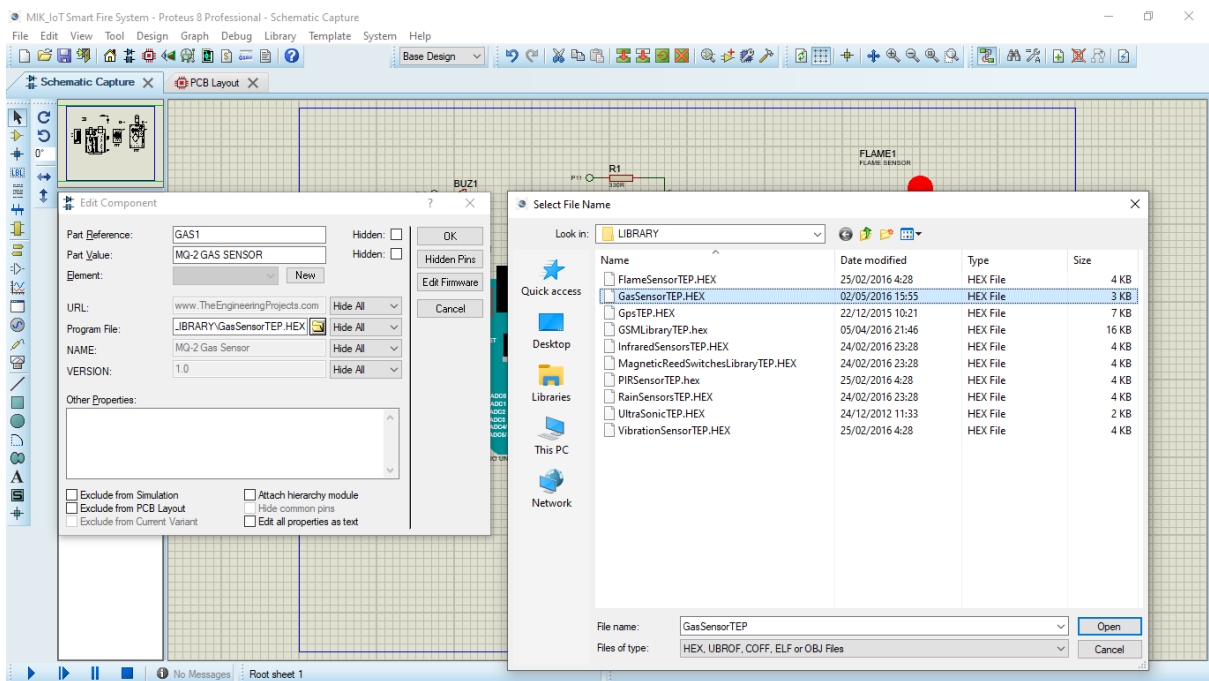 MIK_IoT Smart Fire System - Proteus 8 Professional - Schematic Capture
File Edit View Tool Design Graph Debug Library Template System Help
Base Design
Schematic Capture
PCB Layout
0°
LBL
A
S
BUZ1
P11
R1
330R
FLAME1
FLAME SENSOR
Edit Component
?
Part Reference: GAS1 Hidden:
Part Value: MQ-2 GAS SENSOR Hidden:
Element: New
URL: www.TheEngineeringProjects.com Hide All
Program File: .IBRARY\GasSensorTEP.HEX Hide All
NAME: MQ-2 Gas Sensor Hide All
VERSION: 1.0 Hide All
Other Properties:
Exclude from Simulation Attach hierarchy module
Exclude from PCB Layout Hide common pins
Exclude from Current Variant Edit all properties as text
OK
Hidden Pins
Edit Firmware
Cancel
Select File Name
Look in: LIBRARY
Quick access
Desktop
Libraries
This PC
Network
Name Date modified Type Size
FlameSensorTEP.HEX 25/02/2016 4:28 HEX File 4 KB
GasSensorTEP.HEX 02/05/2016 15:55 HEX File 3 KB
GpsTEP.HEX 22/12/2015 10:21 HEX File 7 KB
GSMLibraryTEP.hex 05/04/2016 21:46 HEX File 16 KB
InfraredSensorsTEP.HEX 24/02/2016 23:28 HEX File 4 KB
MagneticReedSwitchesLibraryTEP.HEX 24/02/2016 23:28 HEX File 4 KB
PIRSensorTEP.hex 25/02/2016 4:28 HEX File 4 KB
RainSensorsTEP.HEX 24/02/2016 23:28 HEX File 4 KB
UltraSonicTEP.HEX 24/12/2012 11:33 HEX File 2 KB
VibrationSensorTEP.HEX 25/02/2016 4:28 HEX File 4 KB
File name: GasSensorTEP Open
Files of type: HEX, UBROF, COFF, ELF or OBJ Files Cancel
No Messages Root sheet 1